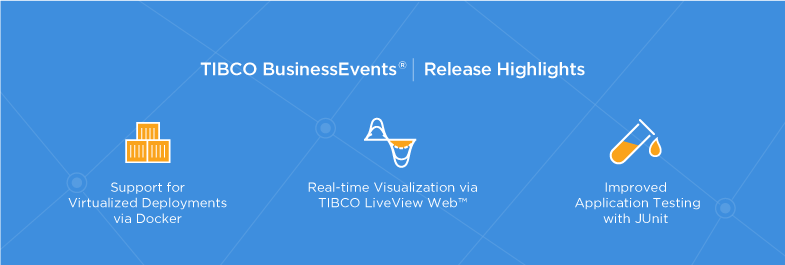 TIBCO BusinessEvents® | Release Highlights
Support for
Virtualized Deployments
via Docker
Real-time Visualization via
TIBCO LiveView Web™
Improved
Application Testing
with JUnit